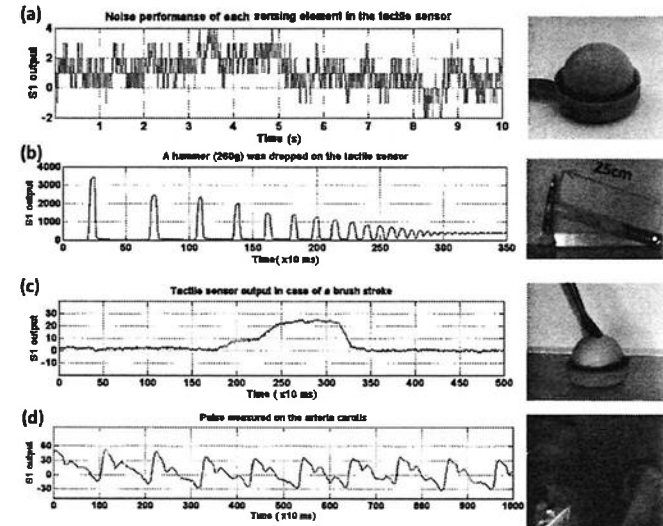 (a)
Noise performanse of each sensing element in the tactile sensor
4
2
0
-2
S1 output
1 2 3 4 5 6 7 8 9 10
Time (s)
(b)
A hammer (260g) was dropped on the tactile sensor
4000
3000
2000
1000
0
S1 output
0 50 100 150 200 250 300 350
Time( x10 ms)
25cm
(c)
Tactile sensor output in case of a brush stroke
30
20
10
0
-10
S1 output
0 50 100 150 200 250 300 350 400 450 500
Time ( x10 ms)
(d)
Pulse measured on the arteria carotis
60
30
0
-30
S1 output
0 100 200 300 400 500 600 700 800 900 1000
Time ( x10 ms)